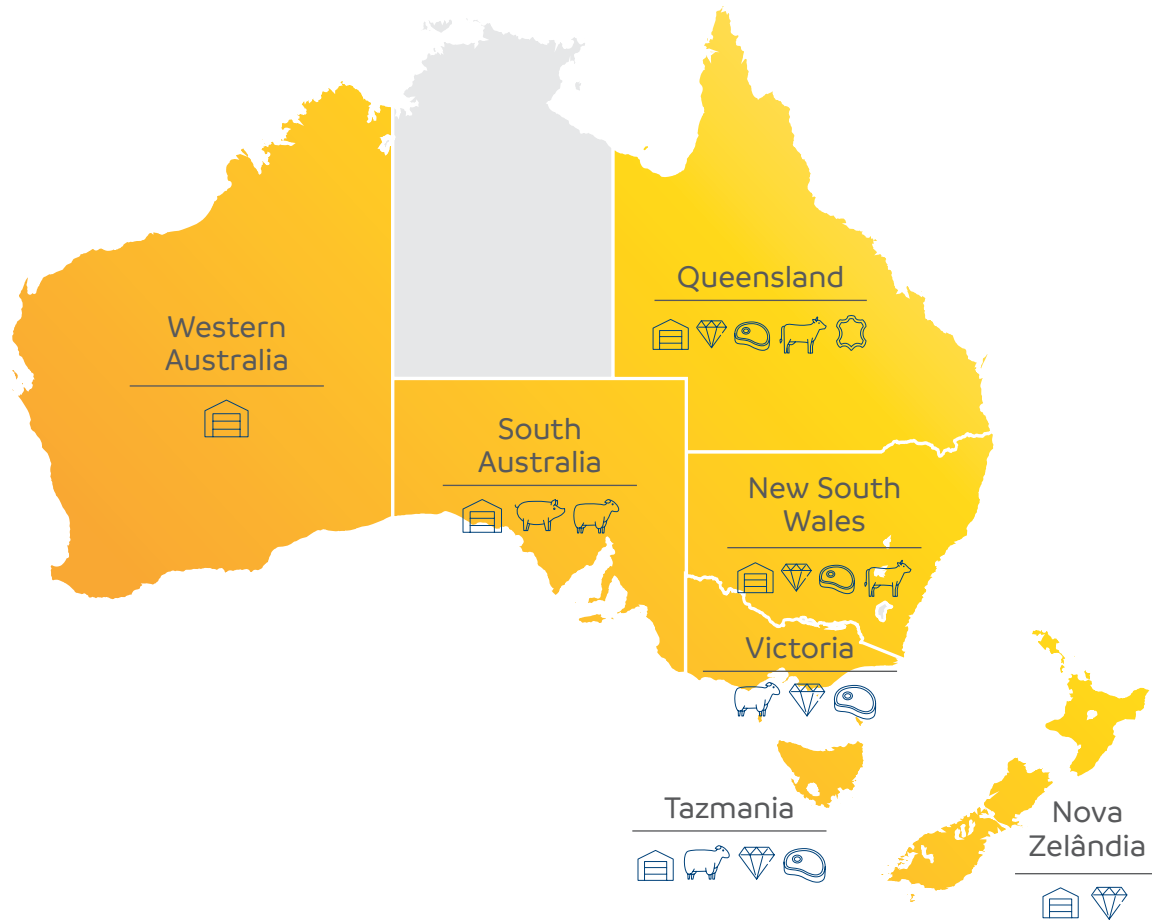 Queensland
Western
Australia
South
Australia
New South
Wales
Victoria
Tazmania
Nova
Zelândia